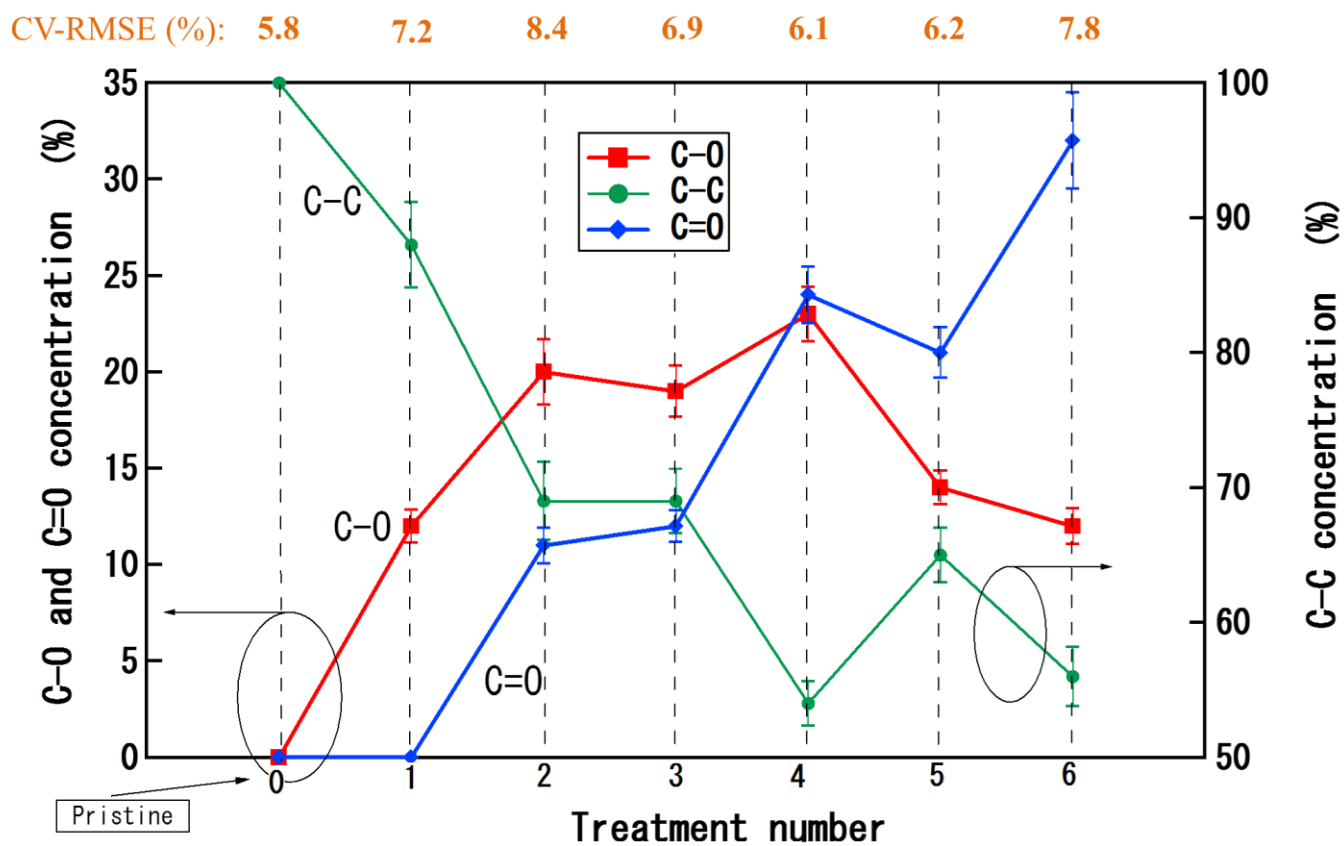 CV-RMSE (%): 5.8 7.2 8.4 6.9 6.1 6.2 7.8
35
30
25
20
15
10
5
0
C-O and C=O concentration (%)
100
90
80
70
60
50
C-C concentration (%)
C-O
C-C
C=O
C-C
C-O
C=O
0 1 2 3 4 5 6
Pristine
Treatment number